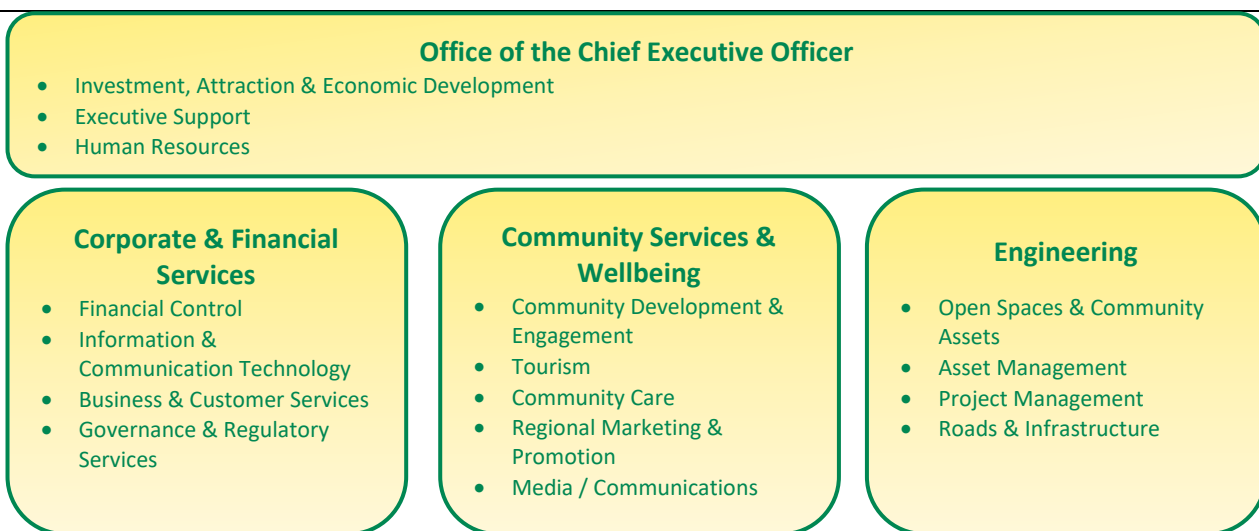 Office of the Chief Executive Officer
• Investment, Attraction & Economic Development
• Executive Support
• Human Resources
Corporate & Financial
Services
• Financial Control
• Information &
Communication Technology
• Business & Customer Services
• Governance & Regulatory
Services
Community Services &
Wellbeing
• Community Development &
Engagement
• Tourism
• Community Care
• Regional Marketing &
Promotion
• Media / Communications
Engineering
• Open Spaces & Community
Assets
• Asset Management
• Project Management
• Roads & Infrastructure